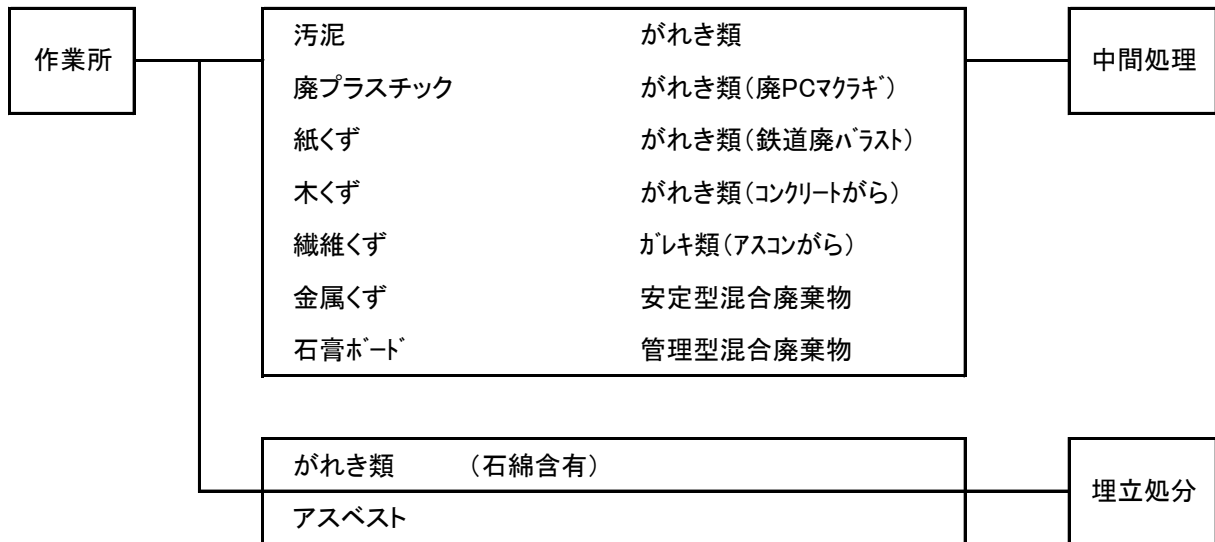 作業所
汚泥 がれき類
廃プラスチック がれき類（廃PCﾏｸﾗｷﾞ）
紙くず がれき類（鉄道廃ﾊﾞﾗｽﾄ）
木くず がれき類（ｺﾝｸﾘｰﾄがら）
繊維くず ｶﾞﾚｷ類（ｱｽｺﾝがら）
金属くず 安定型混合廃棄物
石膏ﾎﾞｰﾄﾞ 管理型混合廃棄物
中間処理
がれき類 （石綿含有）
アスベスト
埋立処分